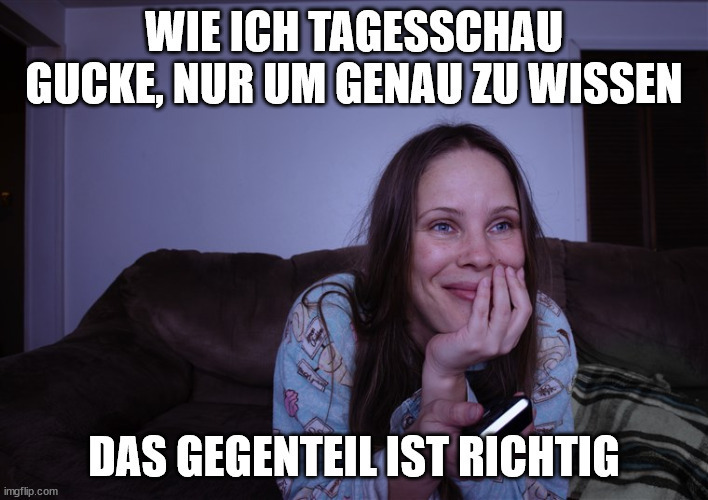 WIE ICH TAGESSCHAU
GUCKE, NUR UM GENAU ZU WISSEN
DAS GEGENTEIL IST RICHTIG
imgflip.com